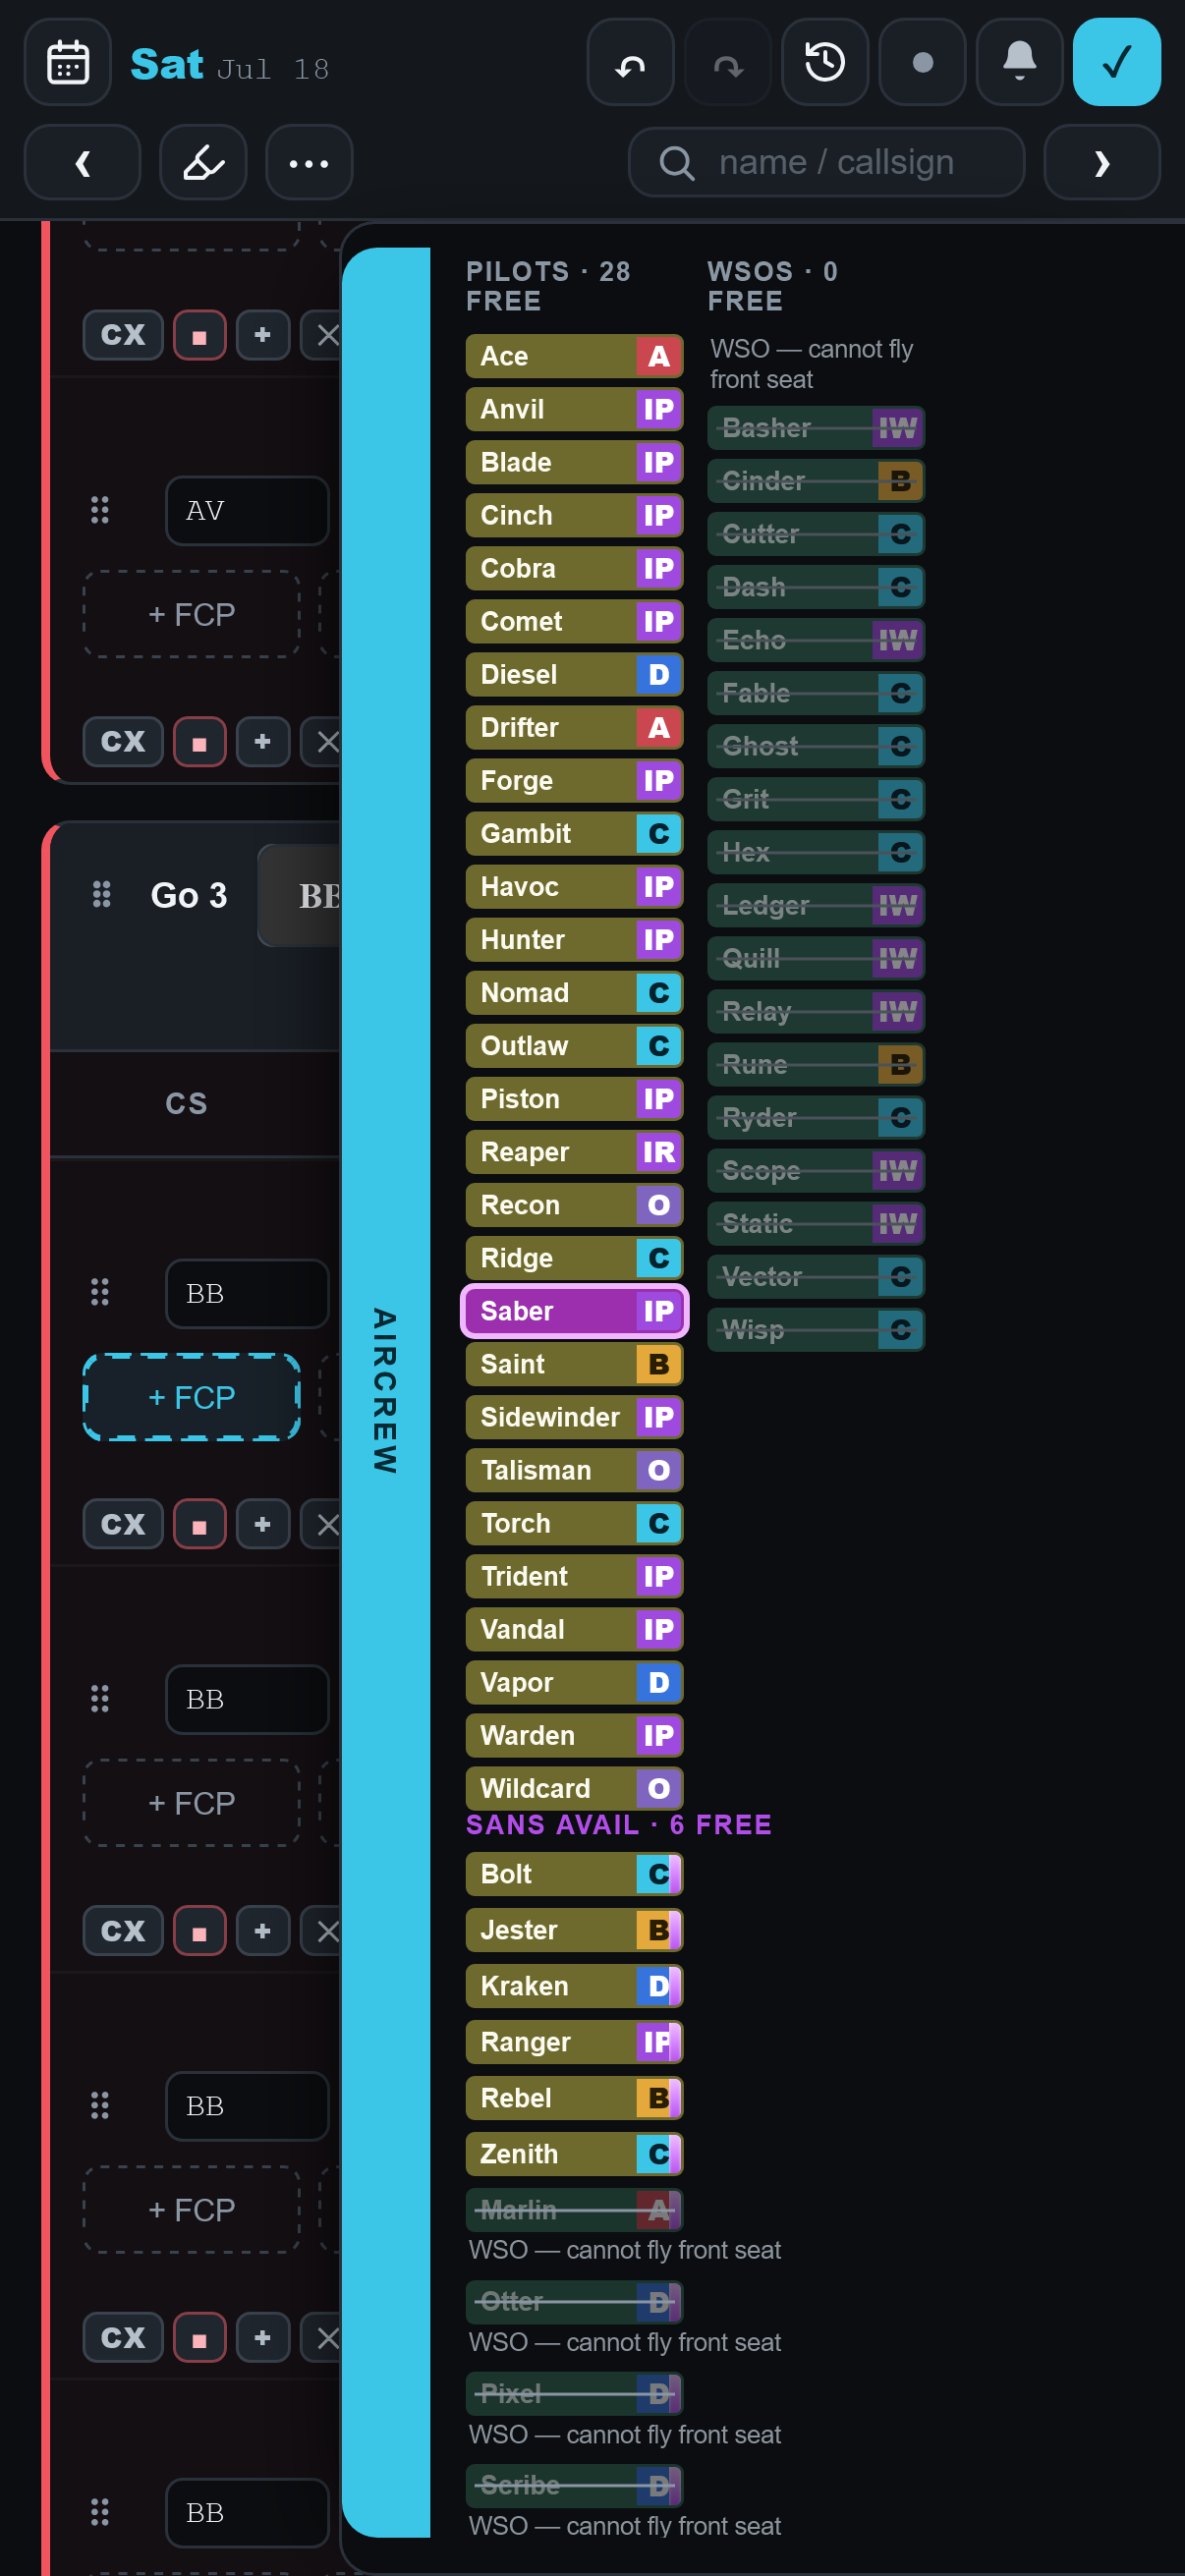 Sat Jul 18
name / callsign
CX
AV
+ FCP
CX
Go 3
CS
BB
+ FCP
CX
BB
+ FCP
CX
BB
+ FCP
CX
BB
AIRCREW
PILOTS · 28
FREE
Ace A
Anvil IP
Blade IP
Cinch IP
Cobra IP
Comet IP
Diesel D
Drifter A
Forge IP
Gambit C
Havoc IP
Hunter IP
Nomad C
Outlaw C
Piston IP
Reaper IR
Recon O
Ridge C
Saber IP
Saint B
Sidewinder IP
Talisman O
Torch C
Trident IP
Vandal IP
Vapor D
Warden IP
Wildcard O
WSOS · 0
FREE
WSO — cannot fly
front seat
Basher IW
Cinder B
Cutter C
Dash C
Echo IW
Fable C
Ghost C
Grit C
Hex C
Ledger IW
Quill IW
Relay IW
Rune B
Ryder C
Scope IW
Static IW
Vector C
Wisp C
SANS AVAIL · 6 FREE
Bolt C
Jester B
Kraken D
Ranger IP
Rebel B
Zenith C
Marlin A
WSO — cannot fly front seat
Otter D
WSO — cannot fly front seat
Pixel D
WSO — cannot fly front seat
Scribe D
WSO — cannot fly front seat